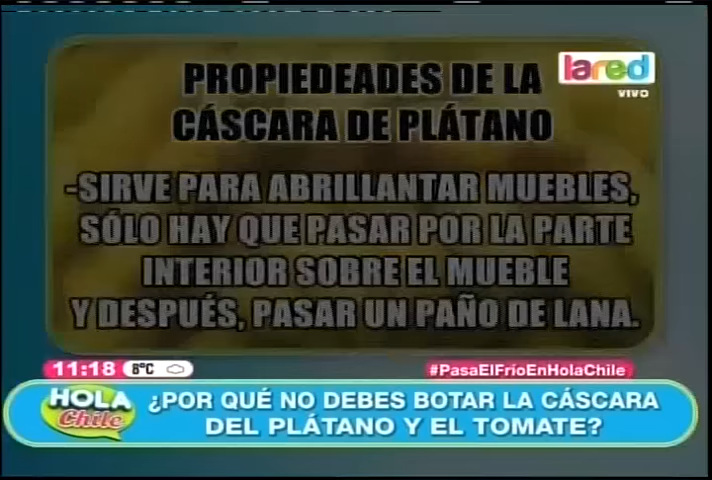 PROPIEDEADES DE LA
CÁSCARA DE PLÁTANO
lared
VIVO
-SIRVE PARA ABRILLANTAR MUEBLES,
SÓLO HAY QUE PASAR POR LA PARTE
INTERIOR SOBRE EL MUEBLE
Y DESPUÉS, PASAR UN PAÑO DE LANA.
11:18 8°C
#PasaElFríoEnHolaChile
HOLA
Chile
¿POR QUÉ NO DEBES BOTAR LA CÁSCARA
DEL PLÁTANO Y EL TOMATE?